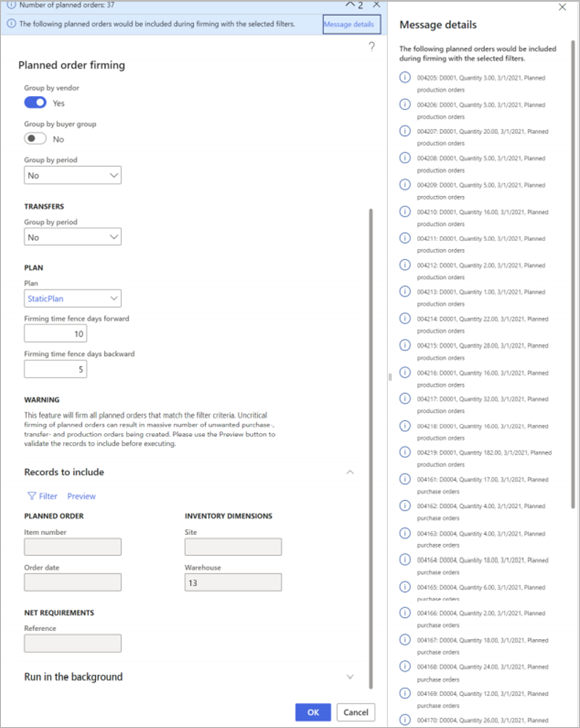 Number of planned orders: 37
2
The following planned orders would be included during firming with the selected filters.
Message details
?
Planned order firming
Group by vendor
Yes
Group by buyer group
No
Group by period
No
TRANSFERS
Group by period
No
PLAN
Plan
StaticPlan
Firming time fence days forward
10
Firming time fence days backward
5
WARNING
This feature will firm all planned orders that match the filter criteria. Uncritical
firming of planned orders can result in massive number of unwanted purchase-,
transfer- and production orders being created. Please use the Preview button to
validate the records to include before executing.
Records to include
Filter
Preview
PLANNED ORDER
INVENTORY DIMENSIONS
Item number
Site
Order date
Warehouse
13
NET REQUIREMENTS
Reference
Run in the background
OK
Cancel
Message details
The following planned orders would be included
during firming with the selected filters.
004205: D0001, Quantity 3.00, 3/1/2021, Planned
production orders
004206: D0001, Quantity 5.00, 3/1/2021, Planned
production orders
004207: D0001, Quantity 20.00, 3/1/2021, Planned
production orders
004208: D0001, Quantity 5.00, 3/1/2021, Planned
production orders
004209: D0001, Quantity 5.00, 3/1/2021, Planned
production orders
004210: D0001, Quantity 16.00, 3/1/2021, Planned
production orders
004211: D0001, Quantity 5.00, 3/1/2021, Planned
production orders
004212: D0001, Quantity 2.00, 3/1/2021, Planned
production orders
004213: D0001, Quantity 1.00, 3/1/2021, Planned
production orders
004214: D0001, Quantity 22.00, 3/1/2021, Planned
production orders
004215: D0001, Quantity 28.00, 3/1/2021, Planned
production orders
004216: D0001, Quantity 16.00, 3/1/2021, Planned
production orders
004217: D0001, Quantity 32.00, 3/1/2021, Planned
production orders
004218: D0001, Quantity 16.00, 3/1/2021, Planned
production orders
004219: D0001, Quantity 182.00, 3/1/2021, Planned
production orders
004161: D0004, Quantity 17.00, 3/1/2021, Planned
purchase orders
004162: D0004, Quantity 4.00, 3/1/2021, Planned
purchase orders
004163: D0004, Quantity 4.00, 3/1/2021, Planned
purchase orders
004164: D0004, Quantity 18.00, 3/1/2021, Planned
purchase orders
004165: D0004, Quantity 6.00, 3/1/2021, Planned
purchase orders
004166: D0004, Quantity 2.00, 3/1/2021, Planned
purchase orders
004167: D0004, Quantity 18.00, 3/1/2021, Planned
purchase orders
004168: D0004, Quantity 24.00, 3/1/2021, Planned
purchase orders
004169: D0004, Quantity 12.00, 3/1/2021, Planned
purchase orders
004170: D0004, Quantity 26.00, 3/1/2021, Planned